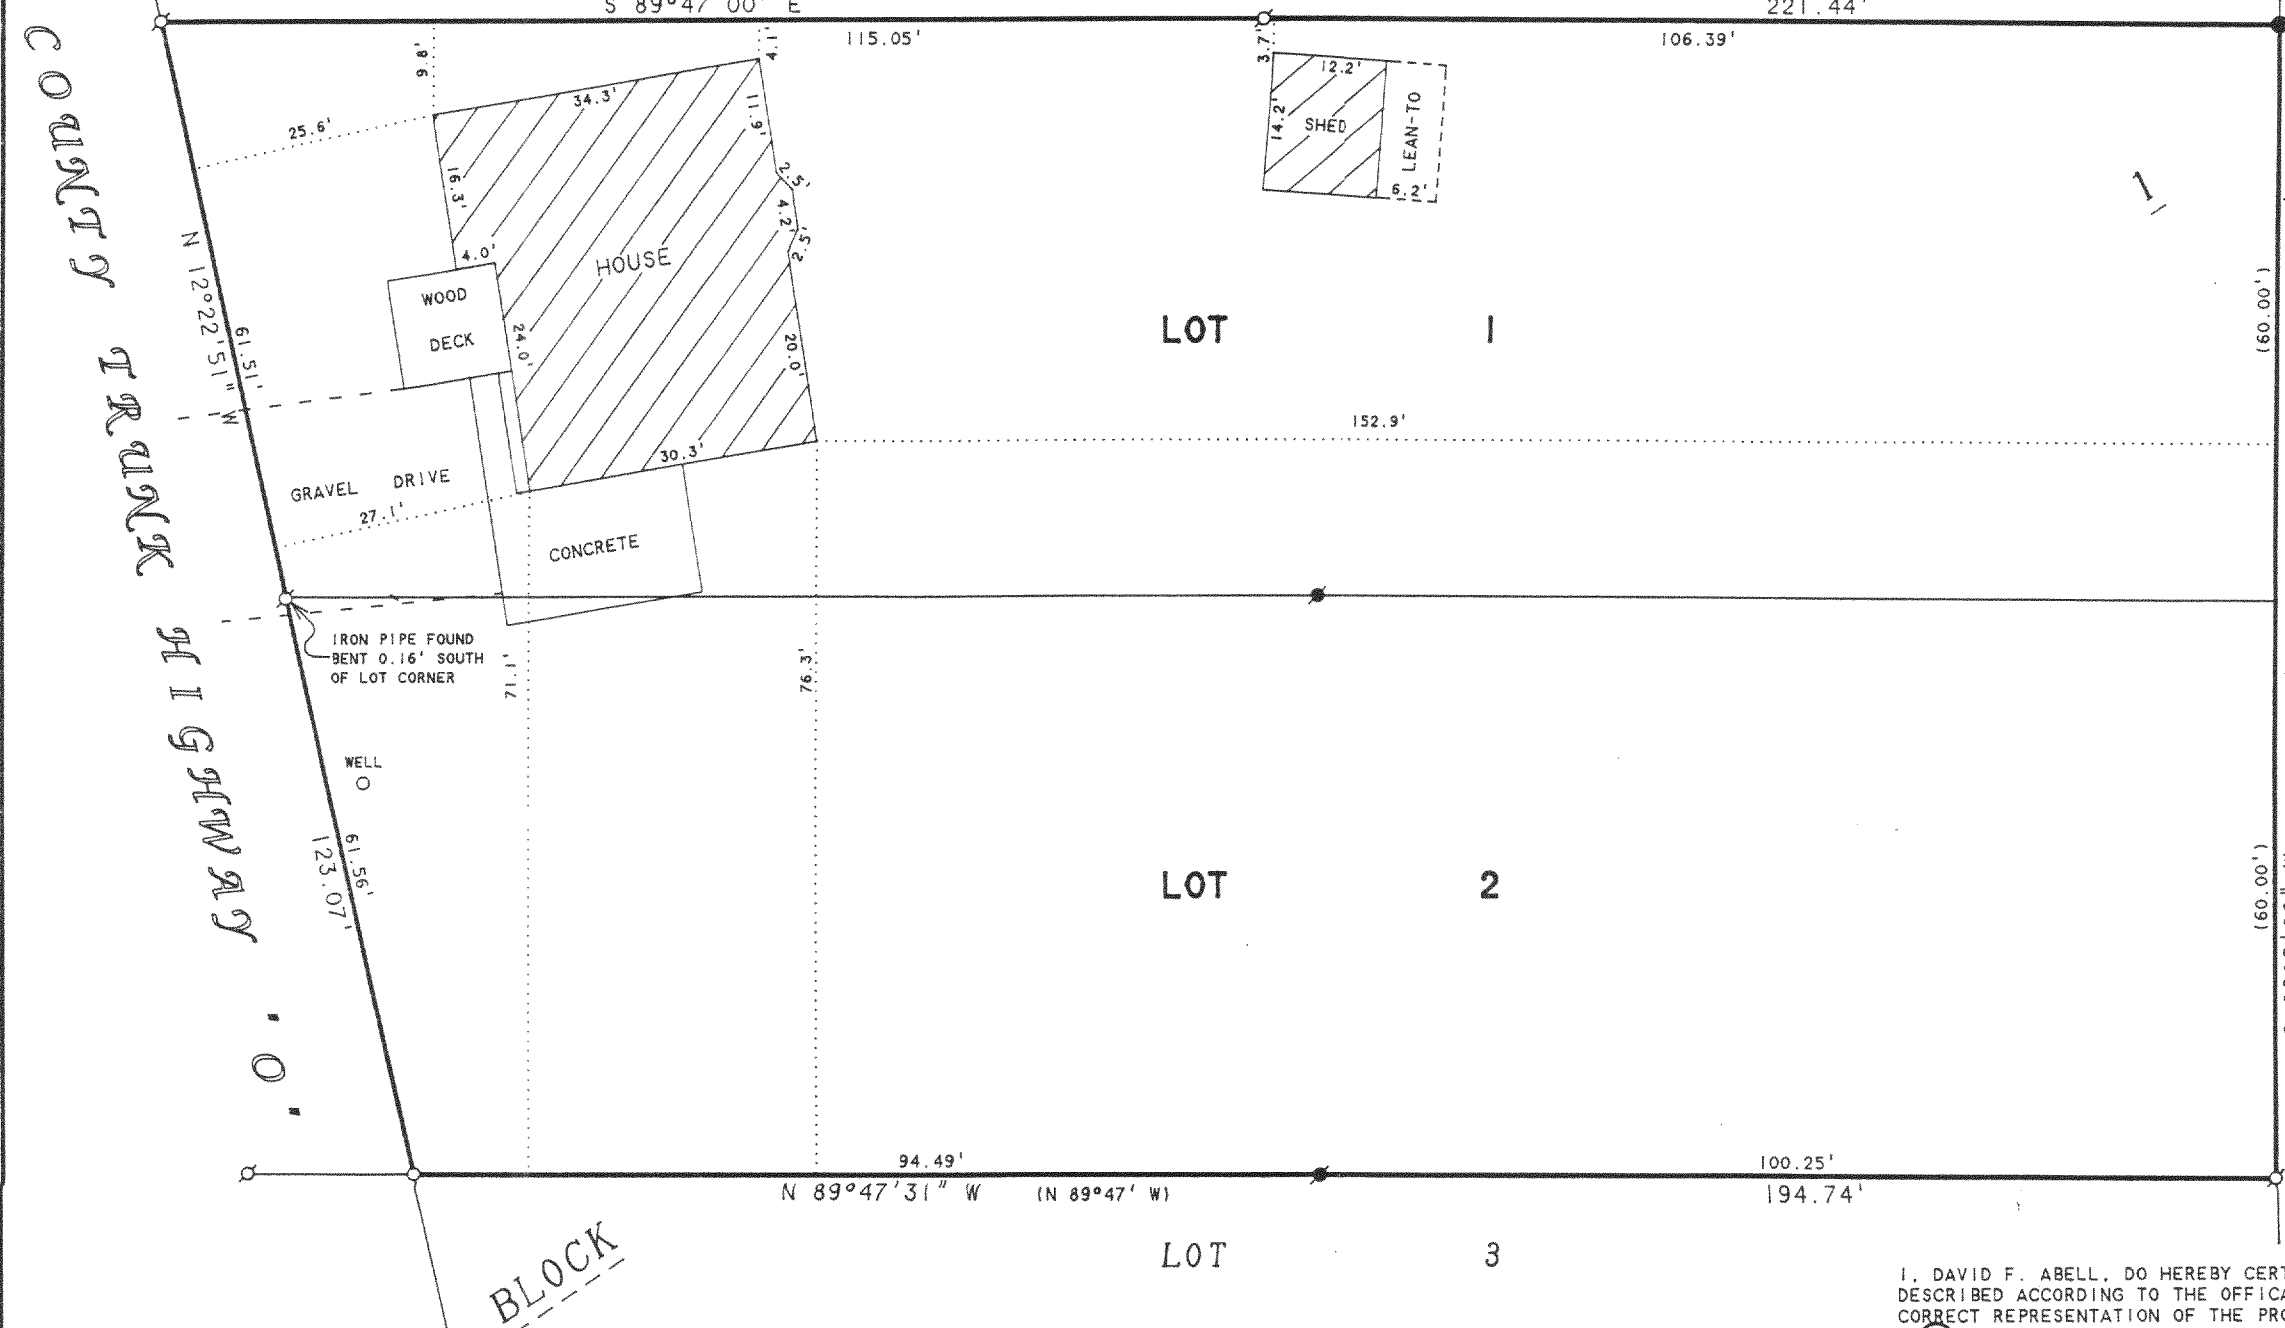 S 89°47'00" E
221.44'
115.05'
106.39'
9.8'
4.1'
3.7'
34.3'
12.2'
25.6'
11.9'
14.2'
SHED
LEAN-TO
6.2'
1
16.3'
2.5'
4.2'
2.5'
4.0'
HOUSE
WOOD
DECK
24.0'
20.0'
LOT 1
(60.00')
N 12°22'51" W
61.51'
152.9'
30.3'
GRAVEL DRIVE
27.1'
CONCRETE
COUNTY TRUNK HIGHWAY 'O'
IRON PIPE FOUND
BENT 0.16' SOUTH
OF LOT CORNER
71.1'
76.3'
WELL
61.56'
123.07'
LOT 2
(60.00')
94.49'
100.25'
N 89°47'31" W (N 89°47' W)
194.74'
LOT 3
BLOCK
I, DAVID F. ABELL, DO HEREBY CERT
DESCRIBED ACCORDING TO THE OFFICA
CORRECT REPRESENTATION OF THE PRO